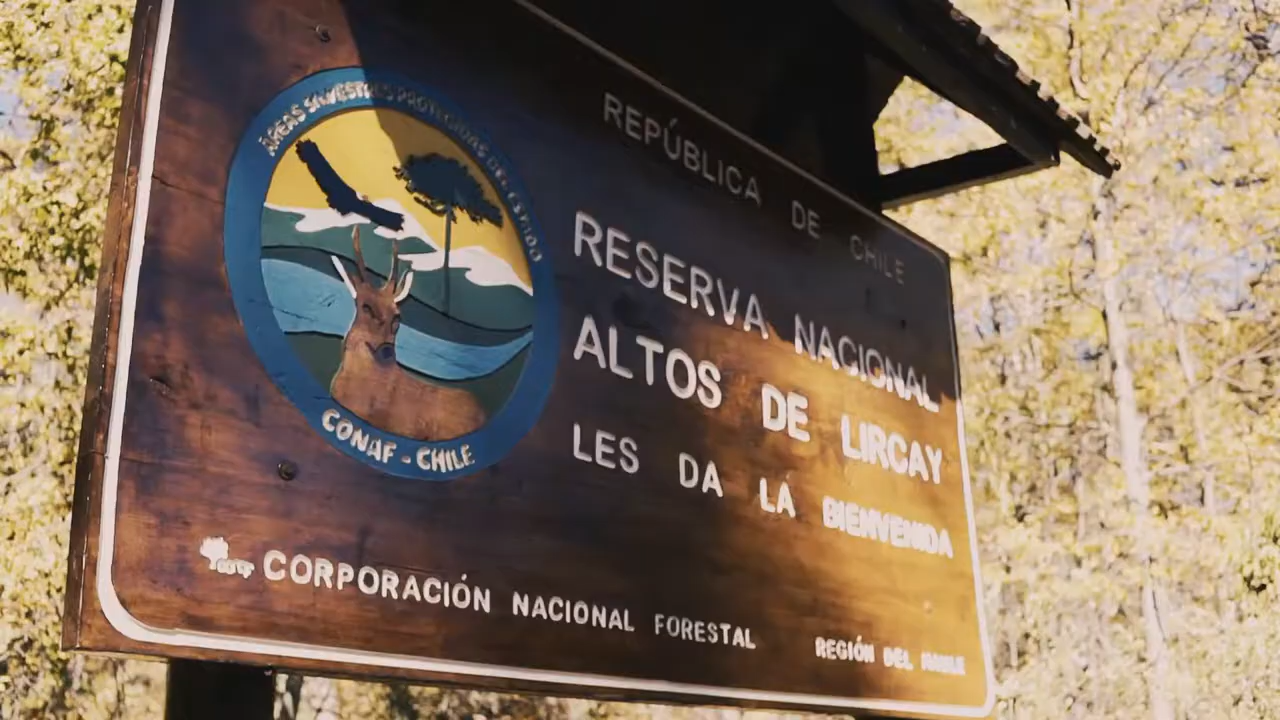 ÁREAS SILVESTRES PROTEGIDAS DEL ESTADO
CONAF - CHILE
REPÚBLICA DE CHILE
RESERVA NACIONAL
ALTOS DE LIRCAY
LES DA LA BIENVENIDA
CORPORACIÓN NACIONAL FORESTAL
REGIÓN DEL MAULE